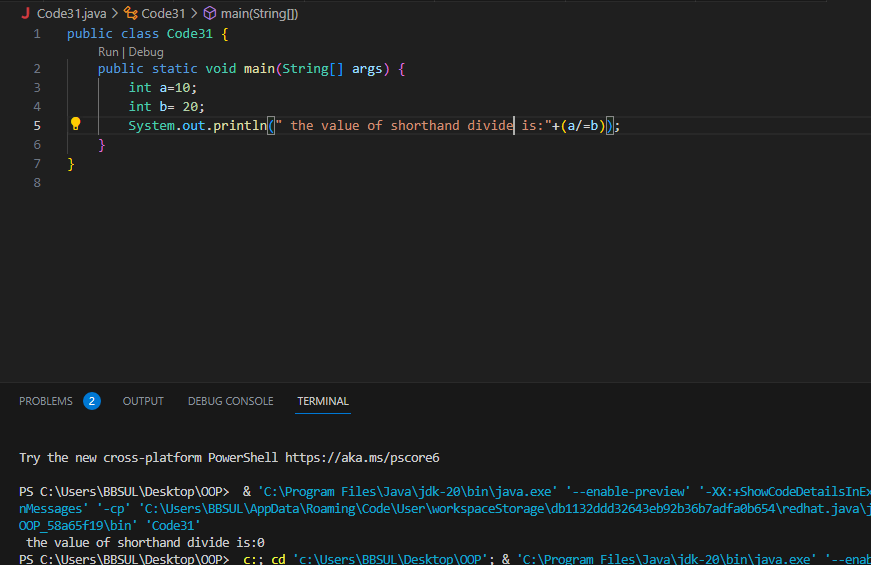 J Code31.java > Code31 > main(String[])
1 public class Code31 {
Run | Debug
2 public static void main(String[] args) {
3 int a=10;
4 int b= 20;
5 System.out.println(" the value of shorthand divide is:"+(a/=b));
6 }
7 }
8
PROBLEMS 2 OUTPUT DEBUG CONSOLE TERMINAL
Try the new cross-platform PowerShell https://aka.ms/pscore6
PS C:\Users\BBSUL\Desktop\OOP> & 'C:\Program Files\Java\jdk-20\bin\java.exe' '--enable-preview' '-XX:+ShowCodeDetailsInEx
nMessages' '-cp' 'C:\Users\BBSUL\AppData\Roaming\Code\User\workspaceStorage\db1132ddd32643eb92b36b7adfa0b654\redhat.java\j
OOP_58a65f19\bin' 'Code31'
the value of shorthand divide is:0
PS C:\Users\BBSUL\Desktop\OOP> c:; cd 'c:\Users\BBSUL\Desktop\OOP'; & 'C:\Program Files\Java\jdk-20\bin\java.exe' '--enab